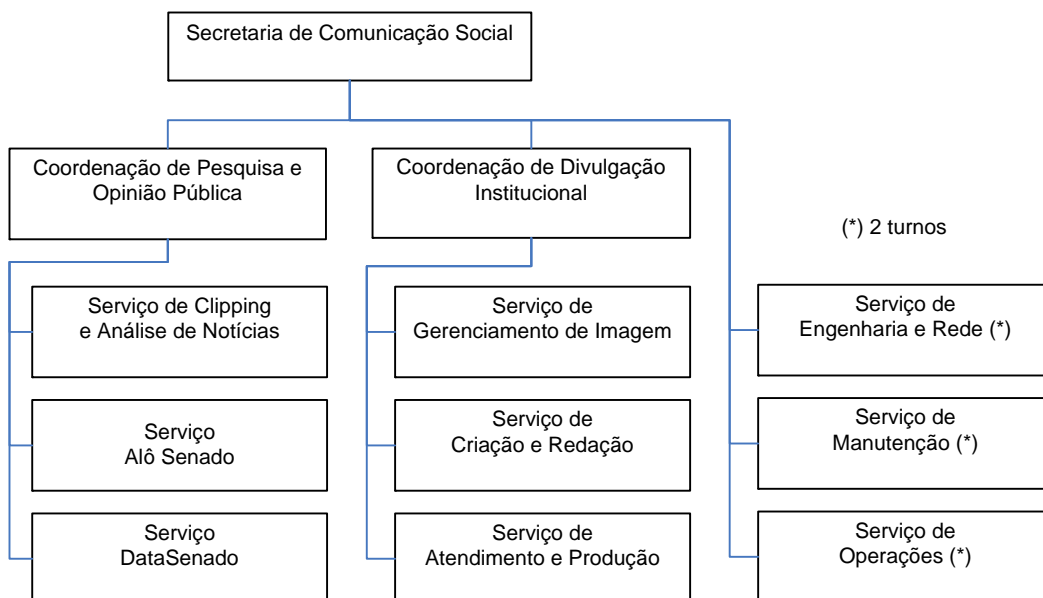 Secretaria de Comunicação Social
Coordenação de Pesquisa e
Opinião Pública
Coordenação de Divulgação
Institucional
(*) 2 turnos
Serviço de Clipping
e Análise de Notícias
Serviço de
Gerenciamento de Imagem
Serviço de
Engenharia e Rede (*)
Serviço
Alô Senado
Serviço de
Criação e Redação
Serviço de
Manutenção (*)
Serviço
DataSenado
Serviço de
Atendimento e Produção
Serviço de
Operações (*)